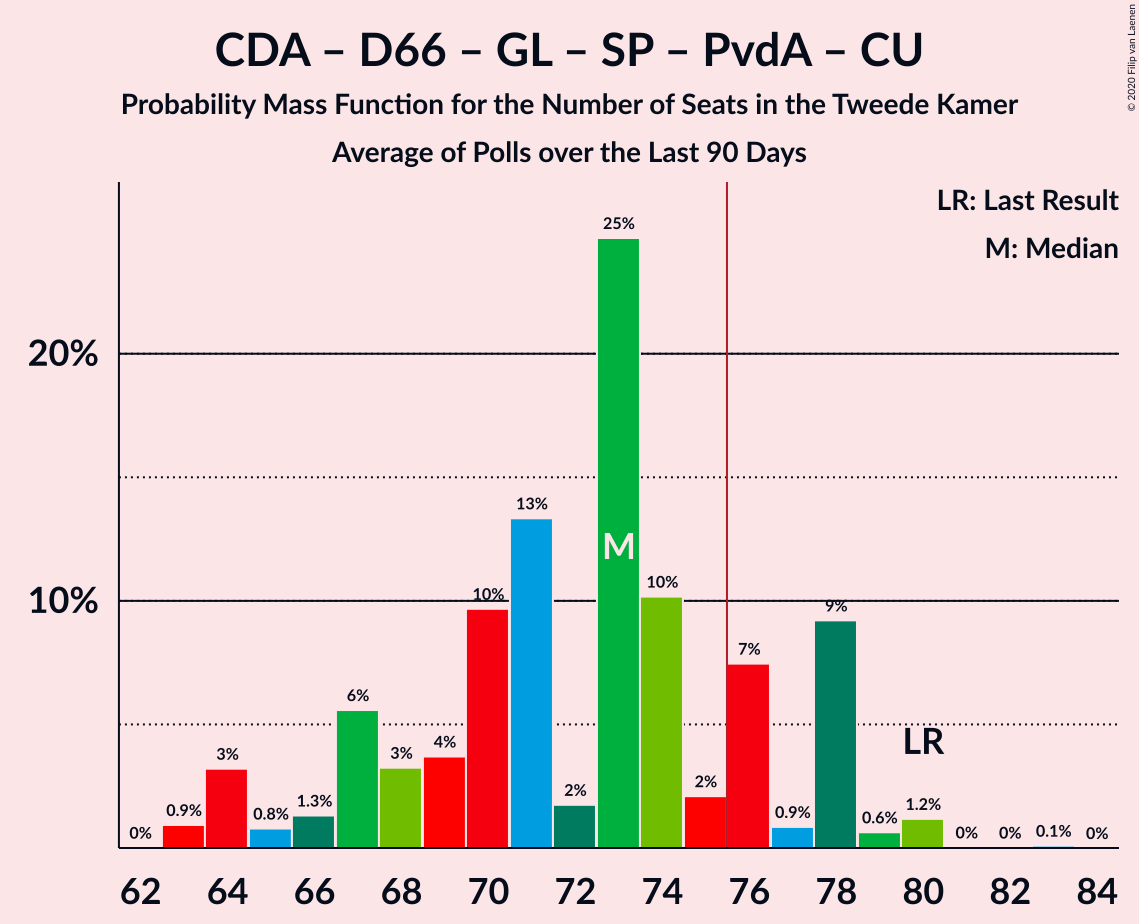 CDA – D66 – GL – SP – PvdA – CU
Probability Mass Function for the Number of Seats in the Tweede Kamer
Average of Polls over the Last 90 Days
© 2020 Filip van Laenen
LR: Last Result
M: Median
20%
10%
0%
0.9%
3%
0.8%
1.3%
6%
3%
4%
10%
13%
2%
25%
10%
2%
7%
0.9%
9%
0.6%
1.2%
0%
0%
0.1%
0%
M
LR
62 64 66 68 70 72 74 76 78 80 82 84